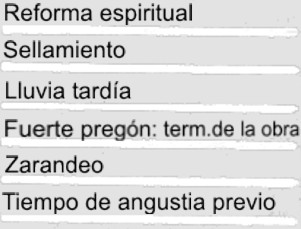 Reforma espiritual
Sellamiento
Lluvia tardía
Fuerte pregón: term.de la obra
Zarandeo
Tiempo de angustia previo